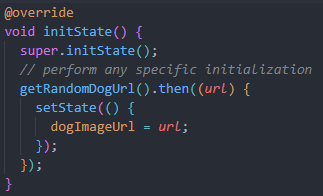 @override
void initState() {
  super.initState();
  // perform any specific initialization
  getRandomDogUrl().then((url) {
    setState(() {
      dogImageUrl = url;
    });
  });
}